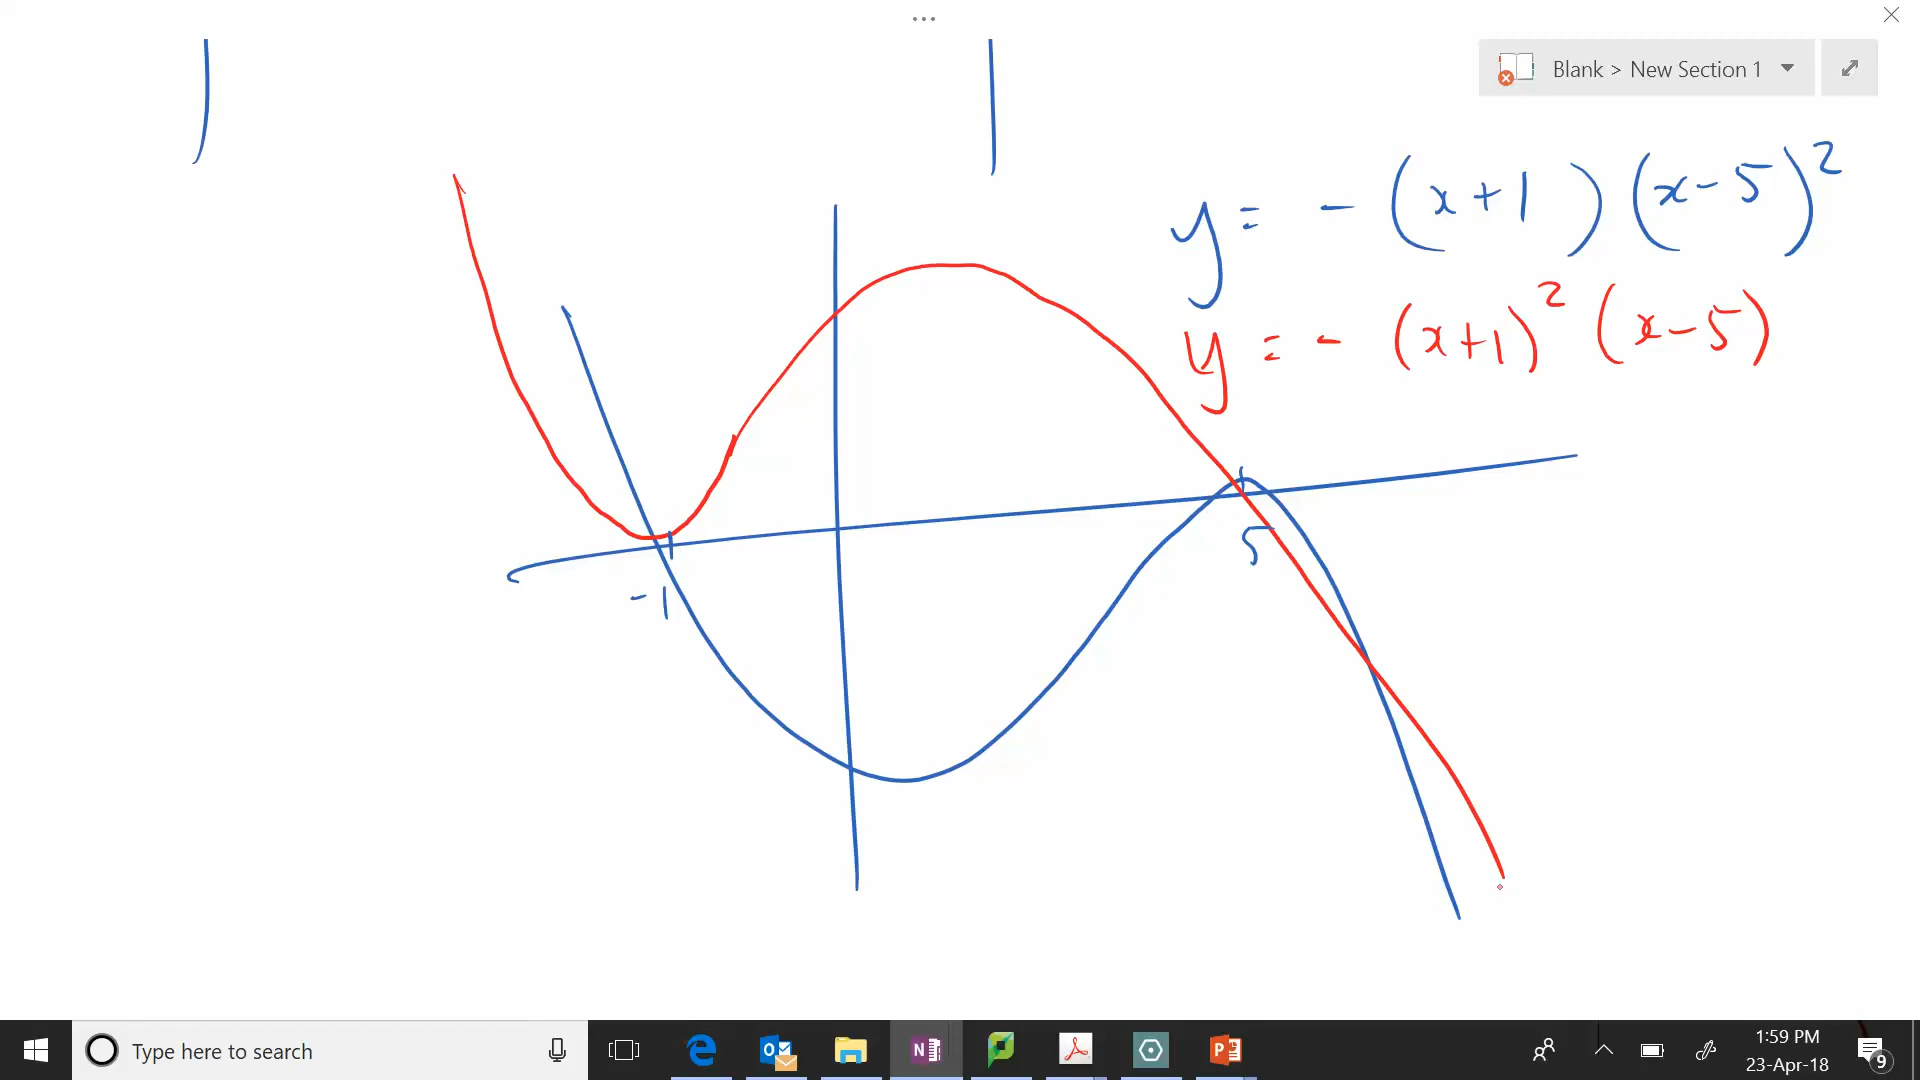 Blank > New Section 1
y = - (x+1) (x-5)²
y = - (x+1)² (x-5)
5
-1
Type here to search
1:59 PM
23-Apr-18
9